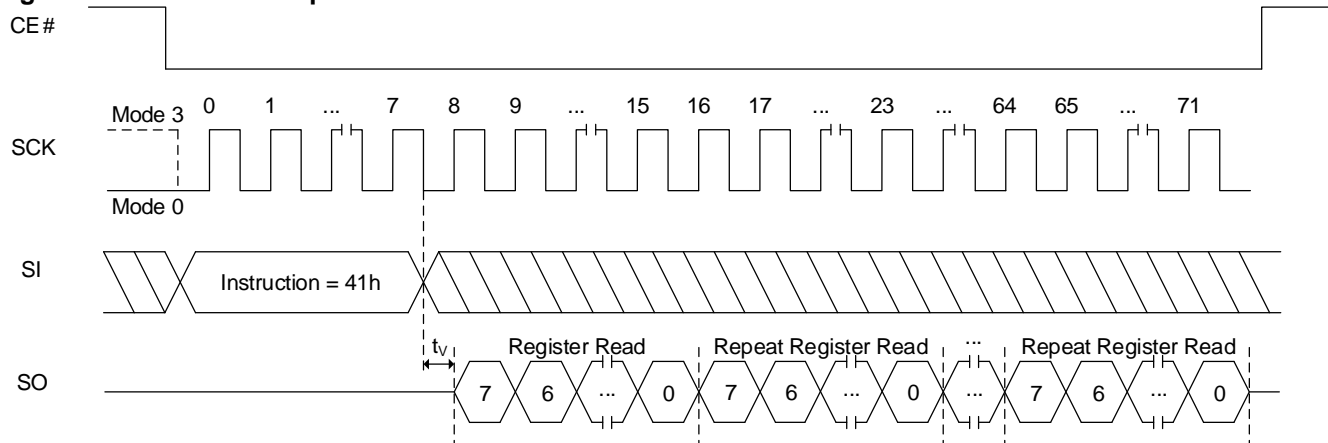 CE#
Mode 3 0 1 ... 7 8 9 ... 15 16 17 ... 23 ... 64 65 ... 71
SCK
Mode 0
SI
Instruction = 41h
tV Register Read Repeat Register Read ... Repeat Register Read
SO
7 6 ... 0 7 6 ... 0 ... 7 6 ... 0